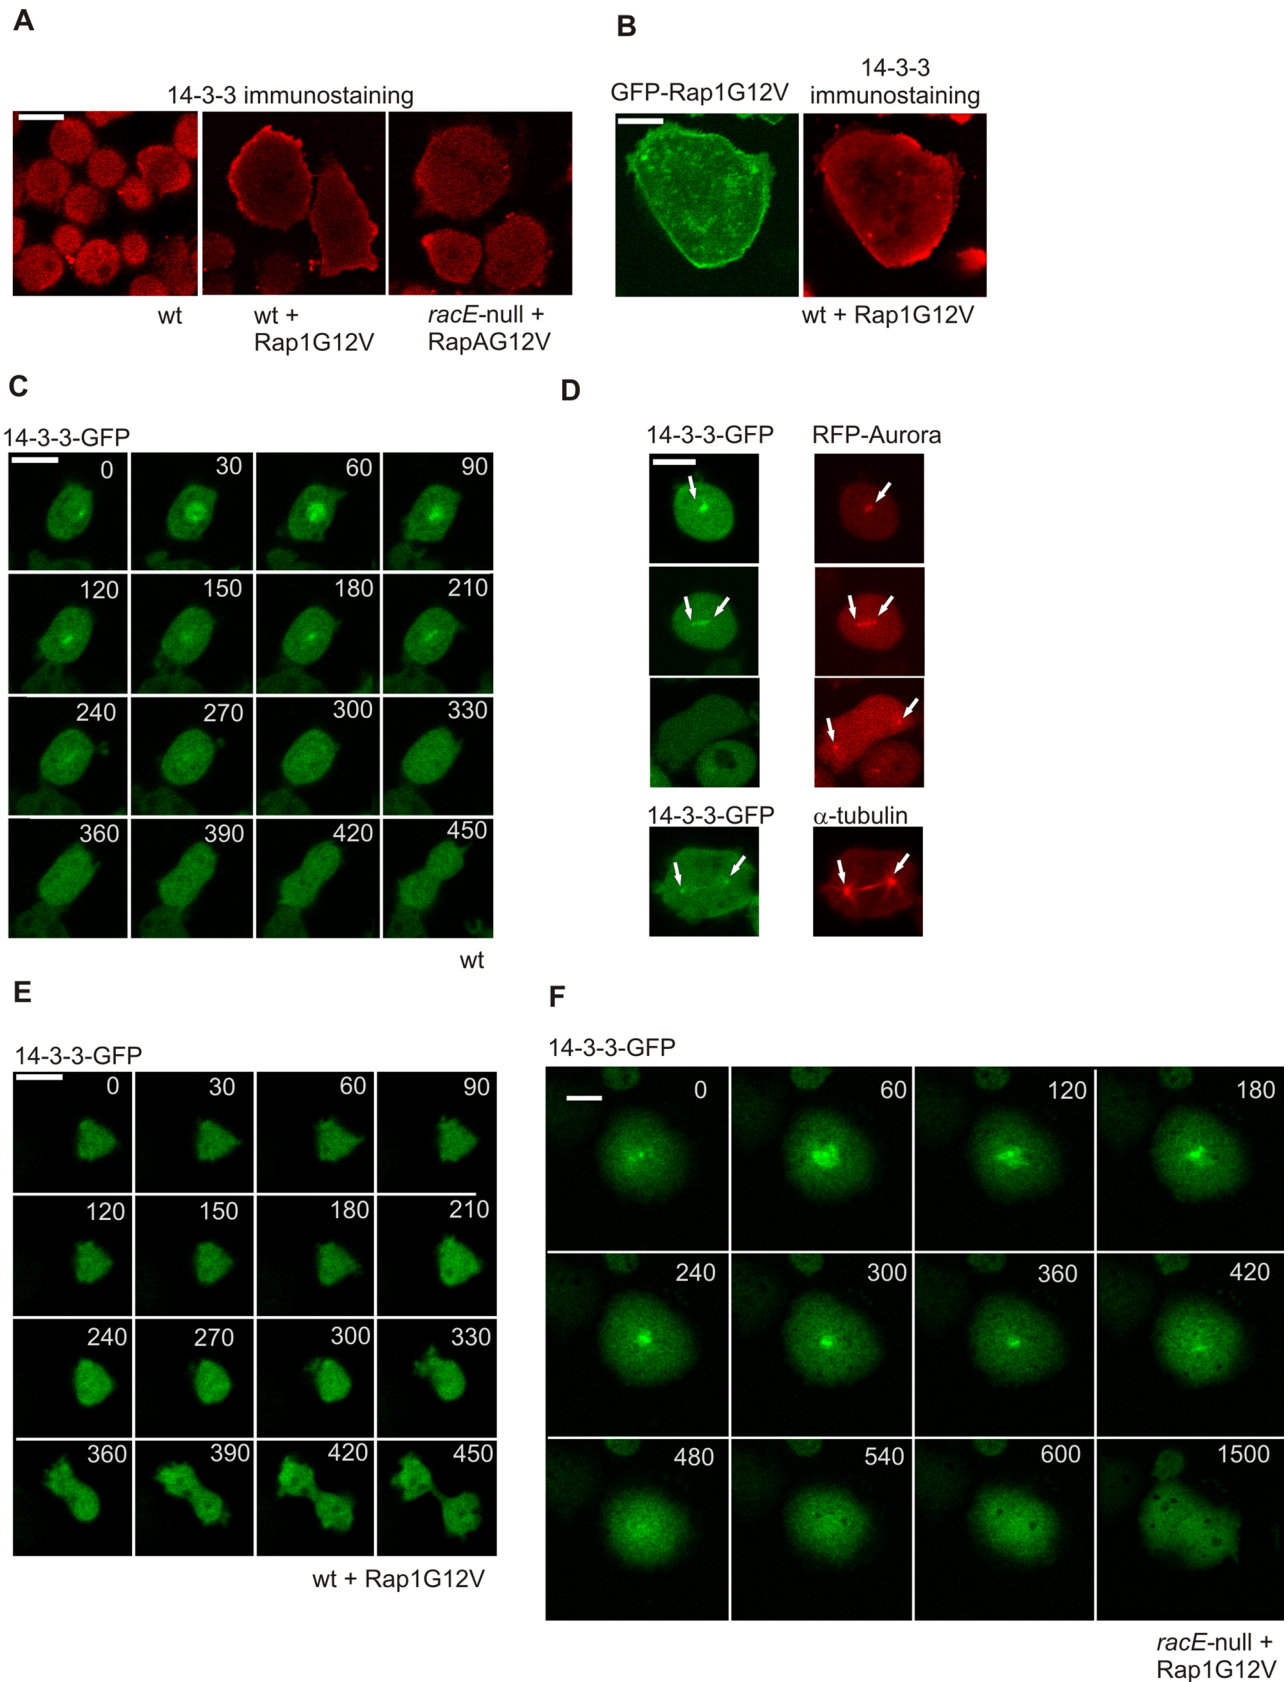 A
14-3-3 immunostaining
wt
wt +
Rap1G12V
racE-null +
RapAG12V
B
GFP-Rap1G12V
14-3-3
immunostaining
wt + Rap1G12V
C
14-3-3-GFP
0 30 60 90
120 150 180 210
240 270 300 330
360 390 420 450
wt
D
14-3-3-GFP RFP-Aurora
14-3-3-GFP α-tubulin
E
14-3-3-GFP
0 30 60 90
120 150 180 210
240 270 300 330
360 390 420 450
wt + Rap1G12V
F
14-3-3-GFP
0 60 120 180
240 300 360 420
480 540 600 1500
racE-null +
Rap1G12V